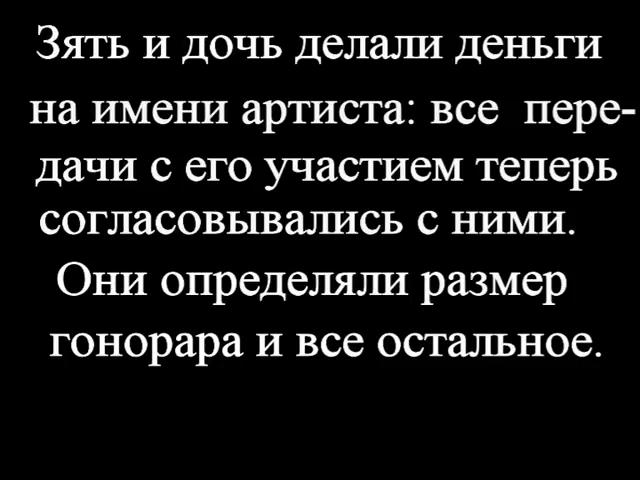 Зять и дочь делали деньги
на имени артиста: все пере-
дачи с его участием теперь
согласовывались с ними.
Они определяли размер
гонорара и все остальное.